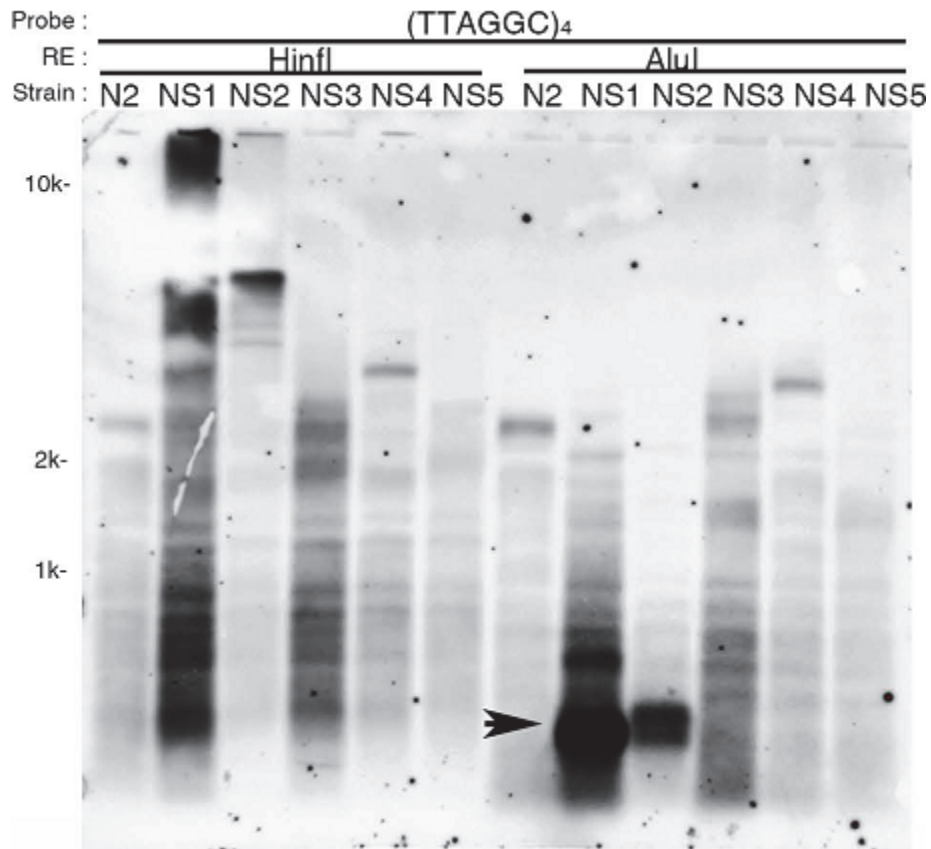 Probe : (TTAGGC)₄
RE : HinfI AluI
Strain : N2 NS1 NS2 NS3 NS4 NS5 N2 NS1 NS2 NS3 NS4 NS5
10k-
2k-
1k-